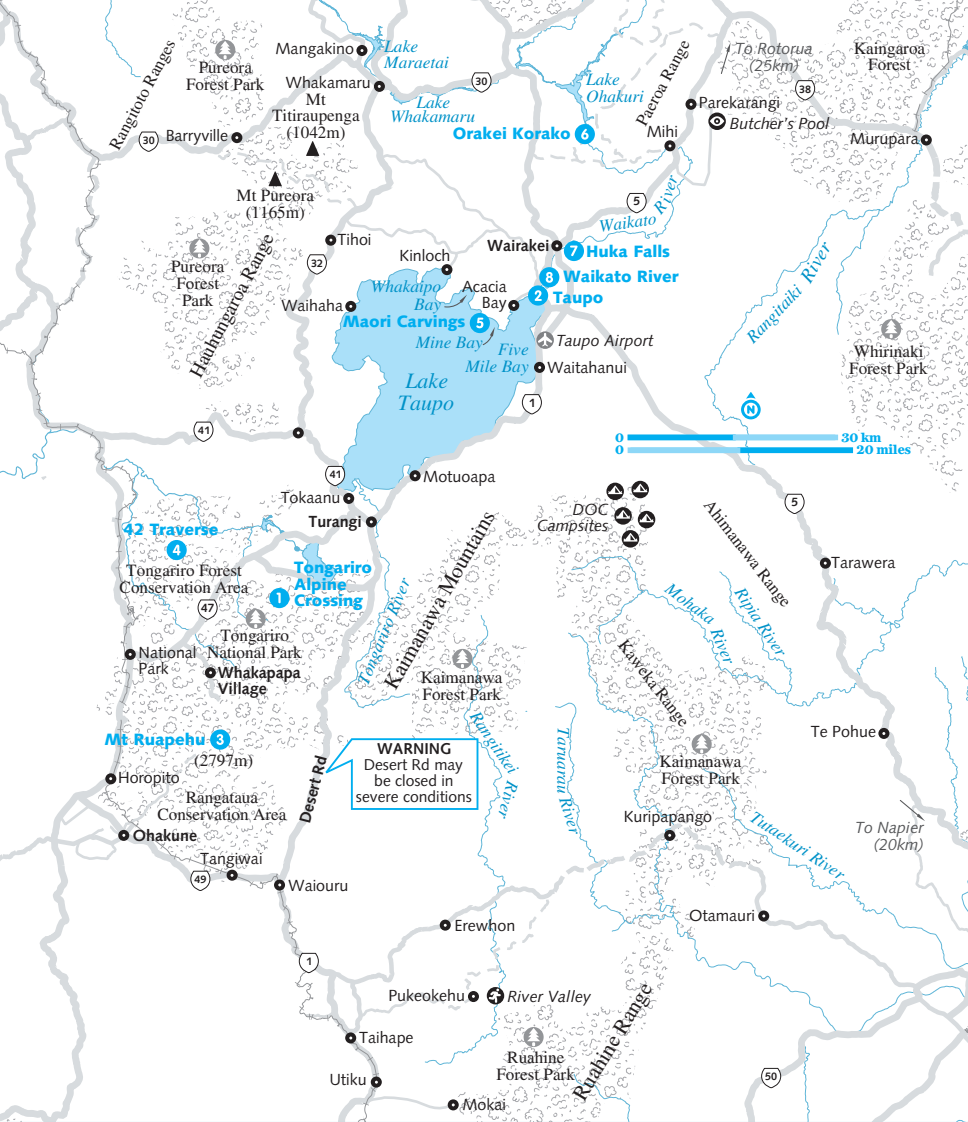 Mangakino
Lake
Maraetai
Rangitoto Ranges
Pureora
Forest Park
Whakamaru
30
Lake
Whakamaru
Lake
Ohakuri
Paeroa Range
To Rotorua
(25km)
Kaingaroa
Forest
38
Mt
Titiraupenga
(1042m)
30
Barryville
Orakei Korako
6
Parekarangi
Butcher's Pool
Mihi
Murupara
Mt Pureora
(1165m)
5
Waikato River
Tihoi
Wairakei
7
Huka Falls
32
Kinloch
Pureora
Forest
Park
Hauhungaroa Range
8
Waikato River
Whakaipo
Bay
Acacia
Bay
2
Taupo
Waihaha
Maori Carvings
5
Mine Bay
Taupo Airport
Five
Mile Bay
Waitahanui
Rangitaiki River
Whirinaki
Forest Park
Lake
Taupo
1
N
0
30 km
0
20 miles
41
41
Motuoapa
Tokaanu
Turangi
DOC
Campsites
5
Ahimanawa Range
42 Traverse
4
Tongariro Forest
Conservation Area
Tongariro
Alpine
Crossing
1
Tarawera
47
Tongariro River
Kaimanawa Mountains
Mohaka River
Ripia River
Tongariro
National Park
National
Park
Whakapapa
Village
Kaimanawa
Forest Park
Kaweka Range
Mt Ruapehu
3
(2797m)
Rangitikei River
Taruarau River
Te Pohue
WARNING
Desert Rd may
be closed in
severe conditions
Desert Rd
Kaimanawa
Forest Park
Horopito
Rangataua
Conservation Area
Kuripapango
Tutaekuri River
To Napier
(20km)
Ohakune
Tangiwai
49
Waiouru
Otamauri
Erewhon
1
Pukeokehu
River Valley
Taihape
Ruahine
Forest Park
Ruahine Range
Utiku
50
Mokai